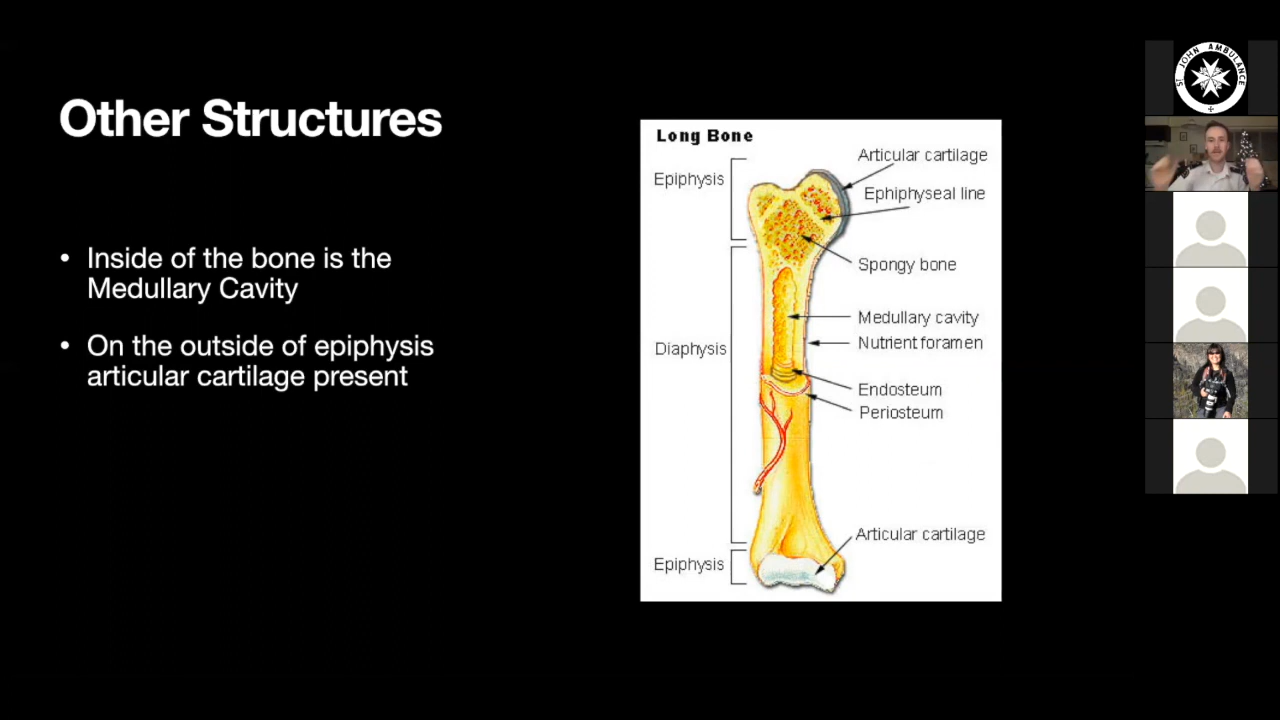 Other Structures
• Inside of the bone is the
Medullary Cavity
• On the outside of epiphysis
articular cartilage present
Long Bone
Articular cartilage
Epiphysis
Ephiphyseal line
Spongy bone
Medullary cavity
Nutrient foramen
Diaphysis
Endosteum
Periosteum
Articular cartilage
Epiphysis
ST JOHN AMBULANCE